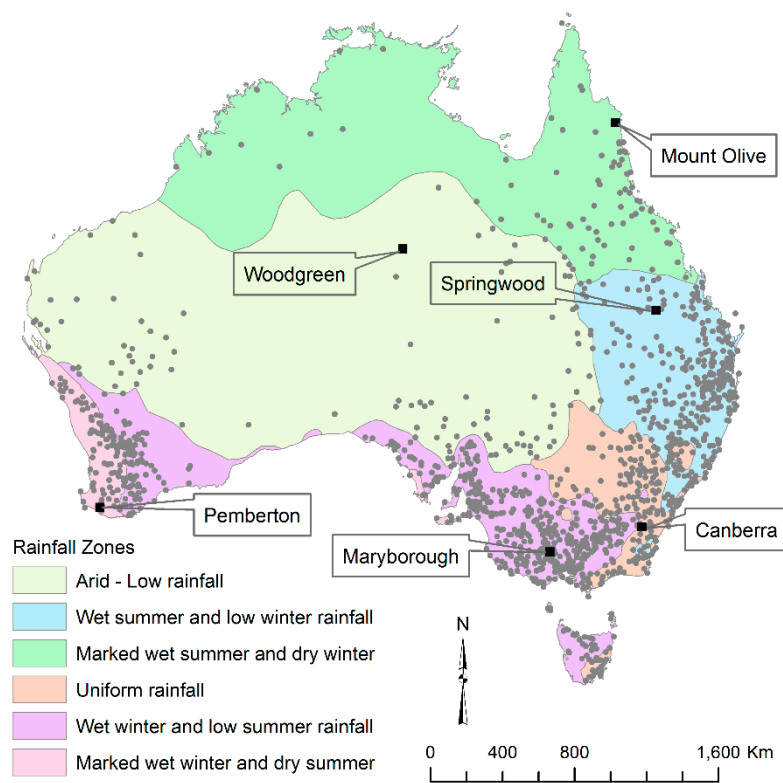 Mount Olive
Woodgreen
Springwood
Pemberton
Canberra
Maryborough
Rainfall Zones
Arid - Low rainfall
Wet summer and low winter rainfall
Marked wet summer and dry winter
Uniform rainfall
Wet winter and low summer rainfall
Marked wet winter and dry summer
N
0 400 800 1,600 Km